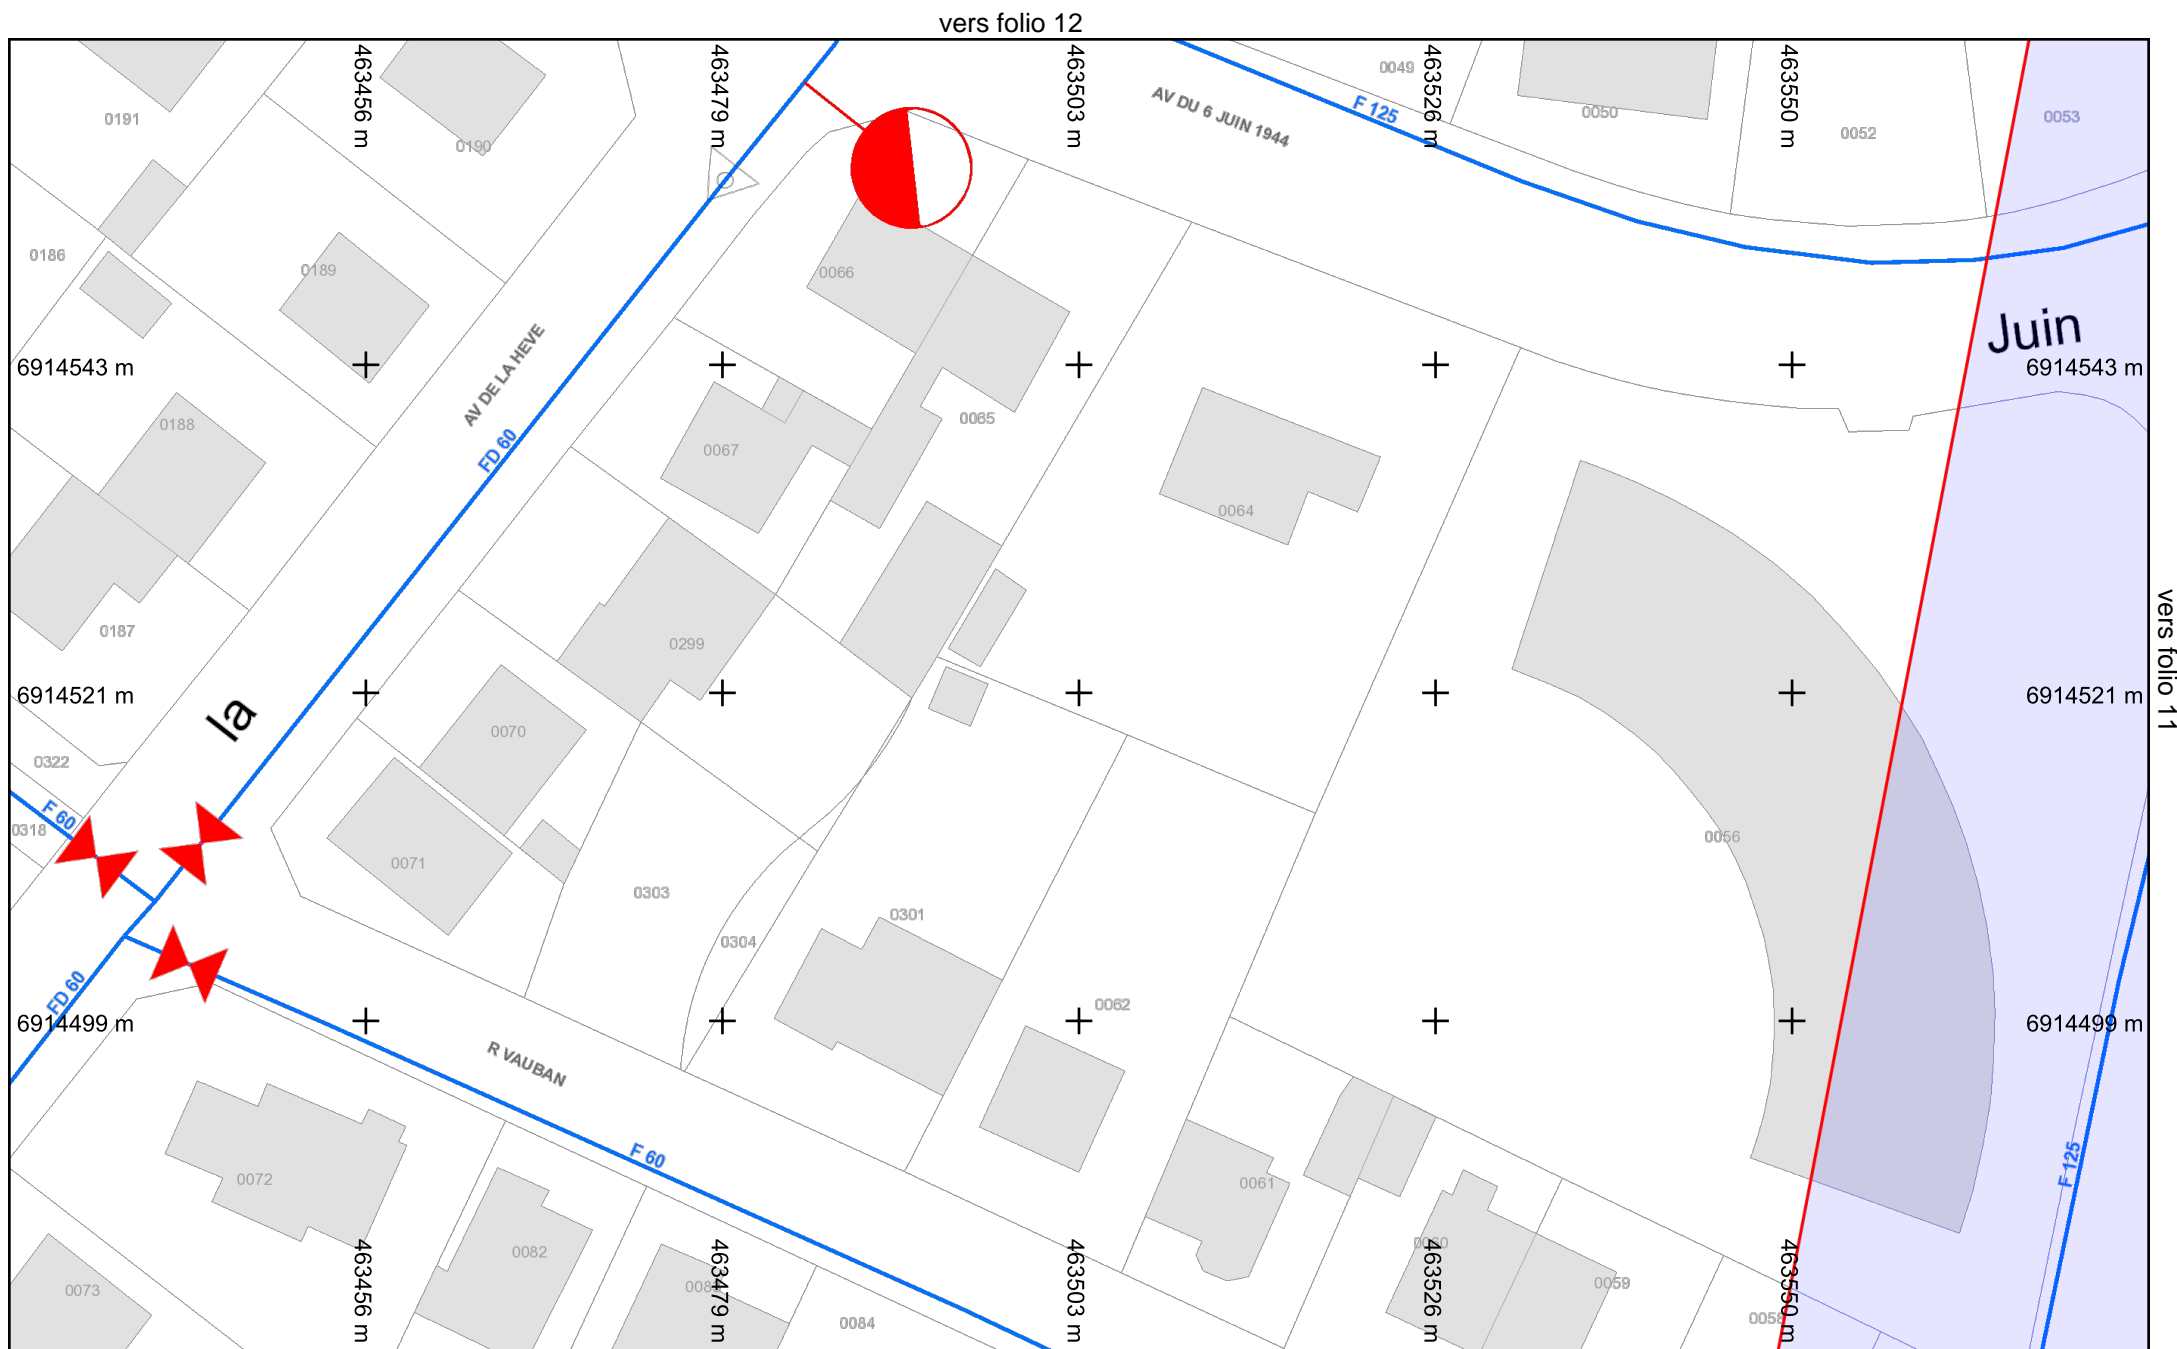 vers folio 12
463456 m
463479 m
463503 m
463526 m
463550 m
0049
0050
0052
0053
AV DU 6 JUIN 1944
F 125
0191
0190
0186
0189
0066
Juin
6914543 m
6914543 m
AV DE LA HEVE
FD 60
0188
0067
0065
0064
vers folio 11
0187
0299
6914521 m
6914521 m
la
0070
0322
F 60
0318
0071
0056
0303
0301
0304
FD 60
0062
6914499 m
6914499 m
R VAUBAN
F 60
F 125
0072
0061
0082
0060
0059
0073
0084
0058
463456 m
463479 m
463503 m
463526 m
463550 m